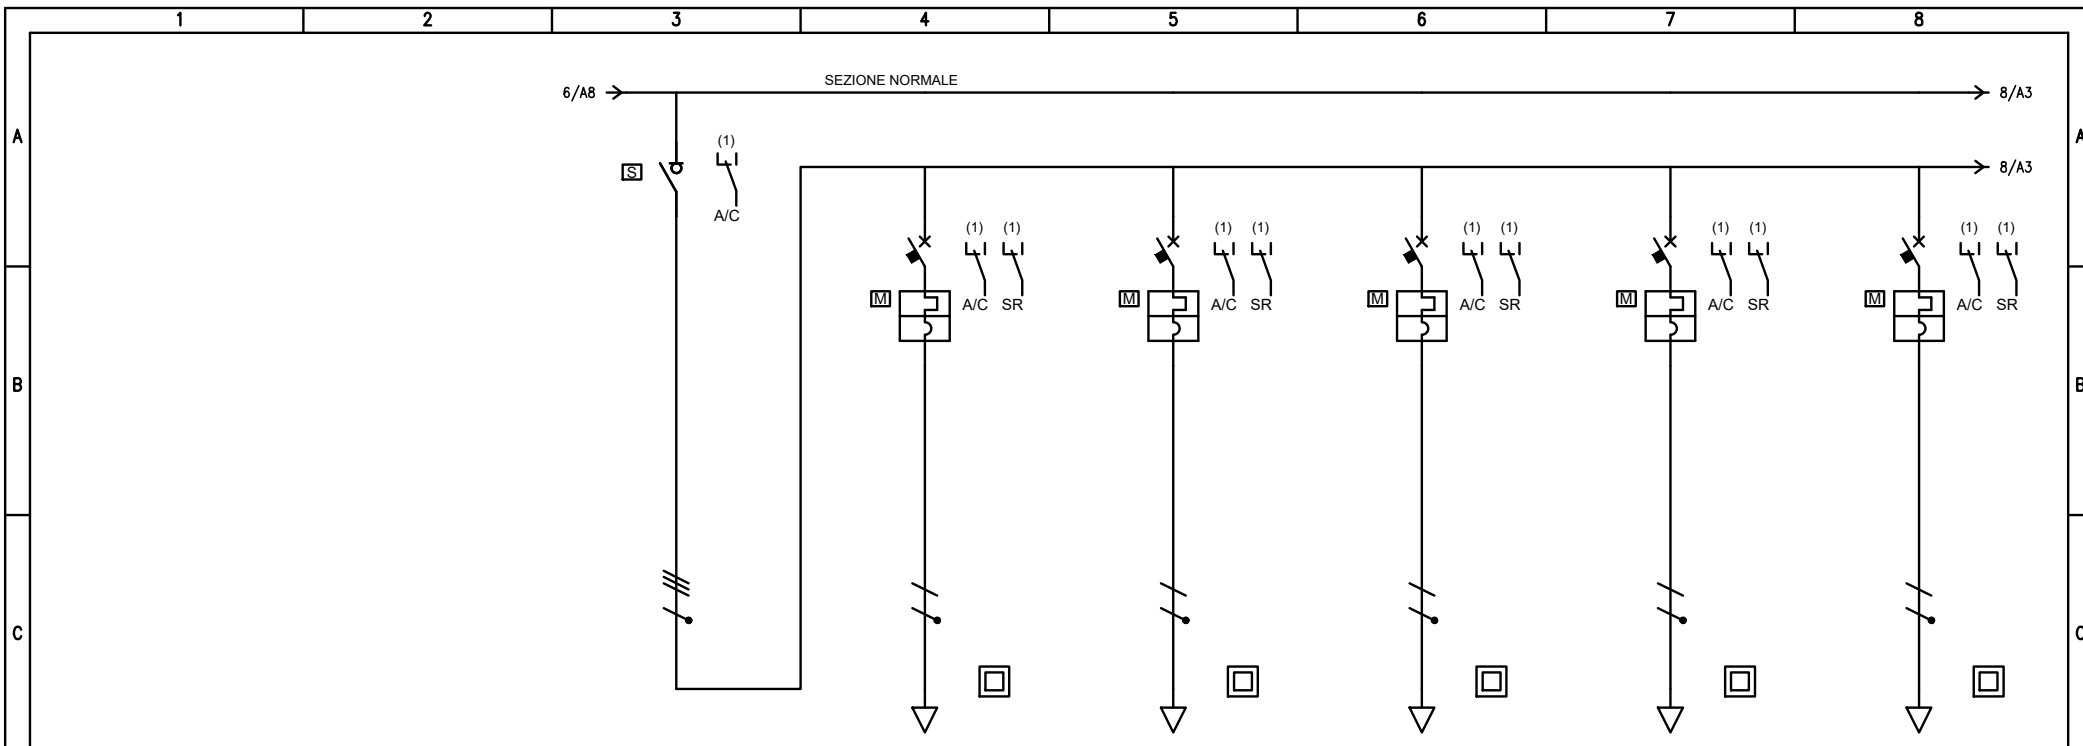 1 2 3 4 5 6 7 8
SEZIONE NORMALE
6/A8 8/A3
A A
(1)
8/A3
S
A/C
(1) (1) (1) (1) (1) (1) (1) (1) (1) (1)
M A/C SR M A/C SR M A/C SR M A/C SR M A/C SR
B B
C C